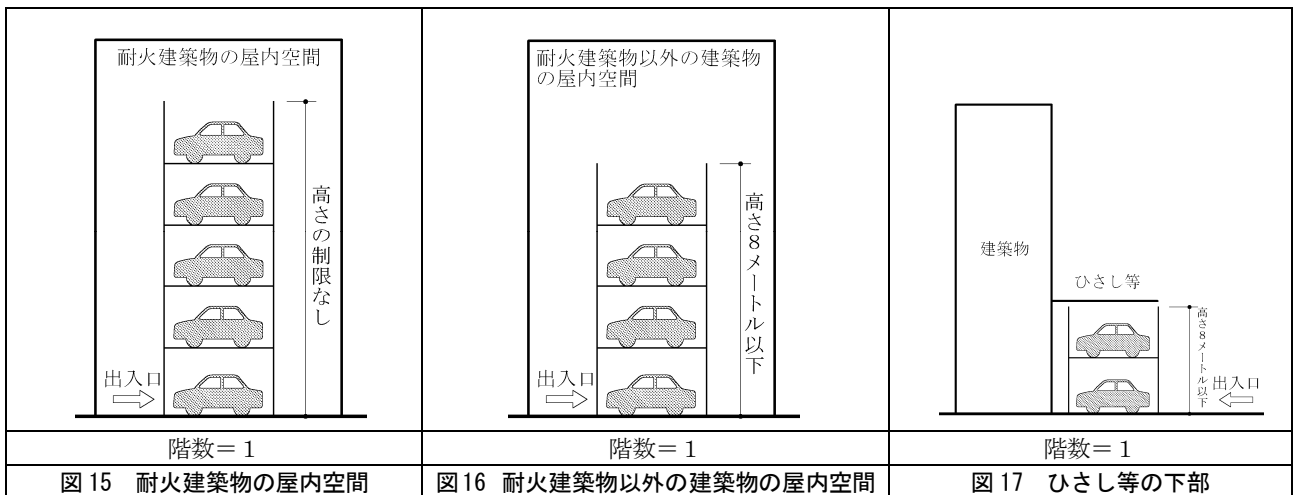 耐火建築物の屋内空間
高さの制限なし
出入口
階数＝１
図 15　耐火建築物の屋内空間
耐火建築物以外の建築物
の屋内空間
高さ８メートル以下
出入口
階数＝１
図16 耐火建築物以外の建築物の屋内空間
建築物
ひさし等
高さ８メートル以下
出入口
階数＝１
図 17　ひさし等の下部